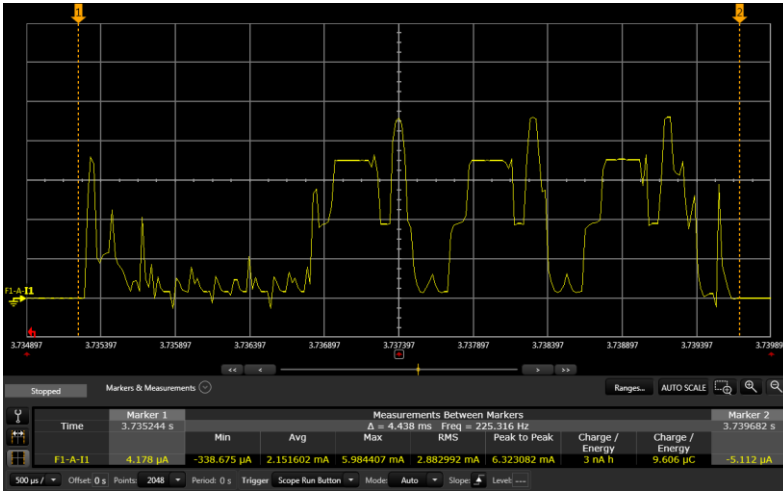 1 2
F1-A-I1
3.734897 3.735397 3.735897 3.736397 3.736897 3.737397 3.737897 3.738397 3.738897 3.739397 3.73989
<< < > >>
Stopped Markers & Measurements Ranges... AUTO SCALE
Marker 1 Measurements Between Markers Marker 2
Time 3.735244 s Δ = 4.438 ms Freq = 225.316 Hz 3.739682 s
Min Avg Max RMS Peak to Peak Charge / Energy Charge / Energy
F1-A-I1 4.178 µA -338.675 µA 2.151602 mA 5.984407 mA 2.882992 mA 6.323082 mA 3 nA h 9.606 µC -5.112 µA
500 µs / Offset: 0 s Points: 2048 Period: 0 s Trigger Scope Run Button Mode: Auto Slope: Level: ---